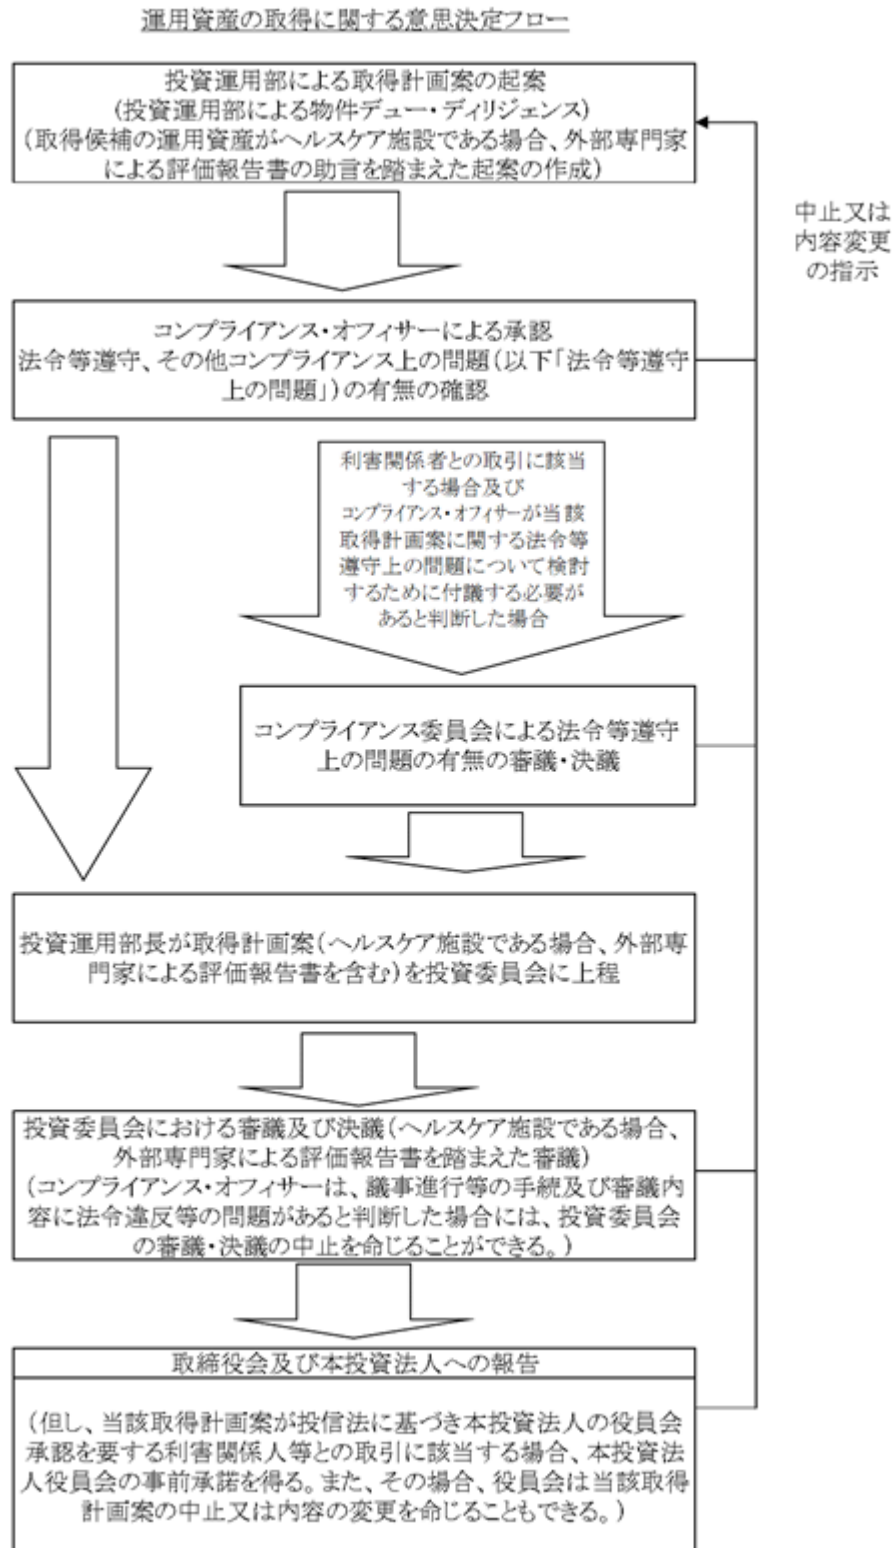 運用資産の取得に関する意思決定フロー
投資運用部による取得計画案の起案
(投資運用部による物件デュー・ディリジェンス)
(取得候補の運用資産がヘルスケア施設である場合、外部専門家
による評価報告書の助言を踏まえた起案の作成)
中止又は
内容変更
の指示
コンプライアンス・オフィサーによる承認
法令等遵守、その他コンプライアンス上の問題(以下「法令等遵守
上の問題」)の有無の確認
利害関係者との取引に該当
する場合及び
コンプライアンス・オフィサーが当該
取得計画案に関する法令等
遵守上の問題について検討
するために付議する必要が
あると判断した場合
コンプライアンス委員会による法令等遵守
上の問題の有無の審議・決議
投資運用部長が取得計画案(ヘルスケア施設である場合、外部専
門家による評価報告書を含む)を投資委員会に上程
投資委員会における審議及び決議(ヘルスケア施設である場合、
外部専門家による評価報告書を踏まえた審議)
(コンプライアンス・オフィサーは、議事進行等の手続及び審議内
容に法令違反等の問題があると判断した場合には、投資委員会
の審議・決議の中止を命じることができる。)
取締役会及び本投資法人への報告
(但し、当該取得計画案が投信法に基づき本投資法人の役員会
承認を要する利害関係人等との取引に該当する場合、本投資法
人役員会の事前承諾を得る。また、その場合、役員会は当該取得
計画案の中止又は内容の変更を命じることもできる。)